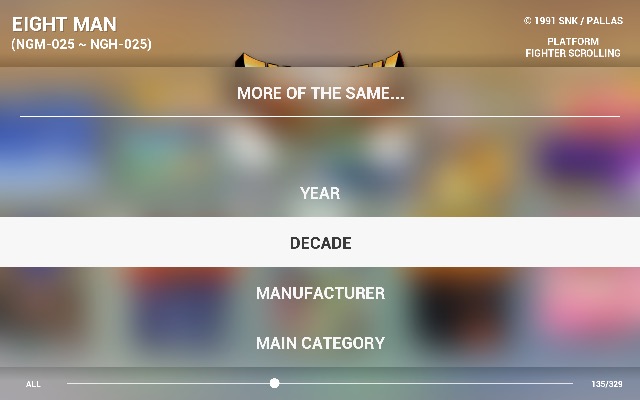 EIGHT MAN
(NGM-025 ~ NGH-025)
© 1991 SNK / PALLAS
PLATFORM
FIGHTER SCROLLING
MORE OF THE SAME...
YEAR
DECADE
MANUFACTURER
MAIN CATEGORY
ALL
135/329